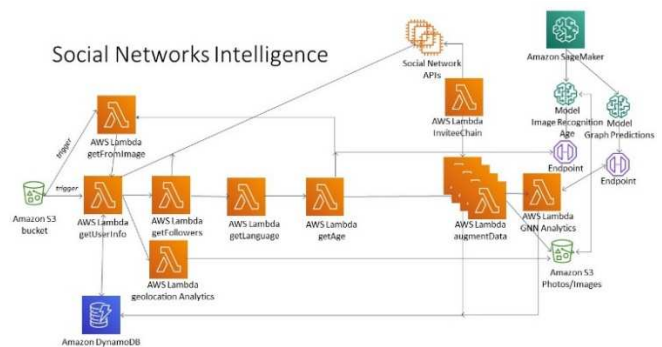 Social Networks Intelligence
Social Network
APIs
Amazon SageMaker
AWS Lambda
InviteeChain
Model
Image Recognition
Age
Model
Graph Predictions
trigger
AWS Lambda
getFromImage
Endpoint
Endpoint
trigger
Amazon S3
bucket
AWS Lambda
getUserInfo
AWS Lambda
getFollowers
AWS Lambda
getLanguage
AWS Lambda
getAge
AWS Lambda
augmentData
AWS Lambda
GNN Analytics
AWS Lambda
geolocation Analytics
Amazon S3
Photos/Images
Amazon DynamoDB